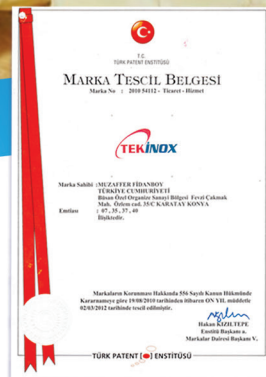 T.C.
TÜRK PATENT ENSTİTÜSÜ
MARKA TESCİL BELGESİ
Marka No : 2010 54112 - Ticaret - Hizmet
TEKINOX
Marka Sahibi : MUZAFFER FİDANBOY
TÜRKİYE CUMHURİYETİ
Büsan Özel Organize Sanayi Bölgesi Fevzi Çakmak
Mah. Özlem cad. 35/C KARATAY KONYA
Emtiası : 07 , 35 , 37 , 40
İlişiktedir.
Markaların Korunması Hakkında 556 Sayılı Kanun Hükmünde
Kararnameye göre 19/08/2010 tarihinden itibaren ON YIL müddetle
02/03/2012 tarihinde tescil edilmiştir.
Hakan KIZILTEPE
Enstitü Başkanı a.
Markalar Dairesi Başkanı V.
TÜRK PATENT ENSTİTÜSÜ